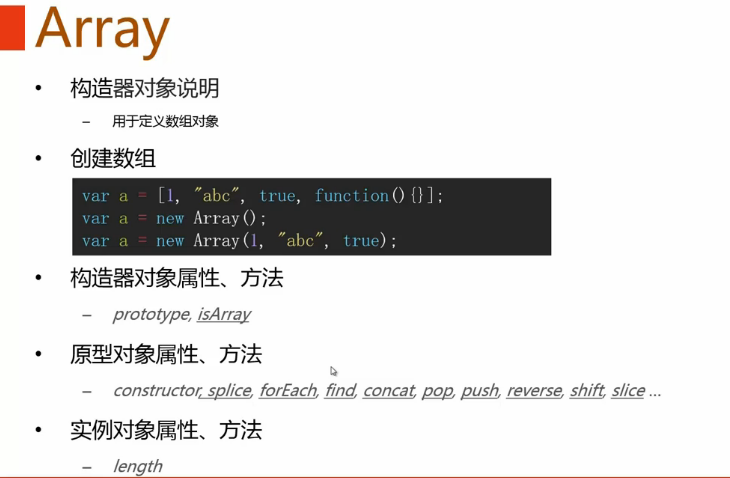 Array
• 构造器对象说明
– 用于定义数组对象
• 创建数组
var a = [1, "abc", true, function(){}];
var a = new Array();
var a = new Array(1, "abc", true);
• 构造器对象属性、方法
– prototype, isArray
• 原型对象属性、方法
– constructor, splice, forEach, find, concat, pop, push, reverse, shift, slice ...
• 实例对象属性、方法
– length